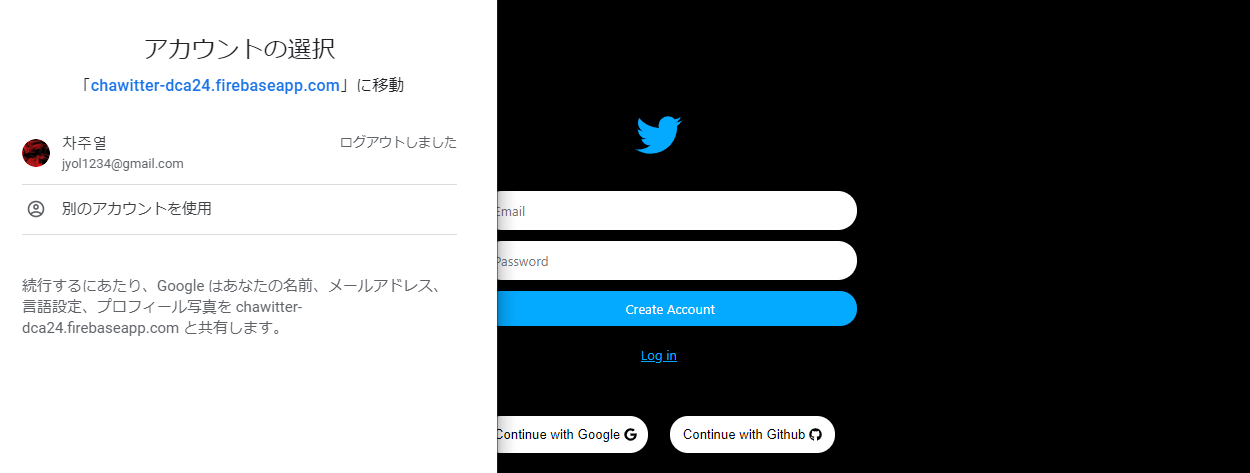 アカウントの選択
「chawitter-dca24.firebaseapp.com」に移動
차주열
ログアウトしました
jyol1234@gmail.com
別のアカウントを使用
続行するにあたり、Google はあなたの名前、メールアドレス、
言語設定、プロフィール写真を chawitter-
dca24.firebaseapp.com と共有します。
Email
Password
Create Account
Log in
Continue with Google
Continue with Github